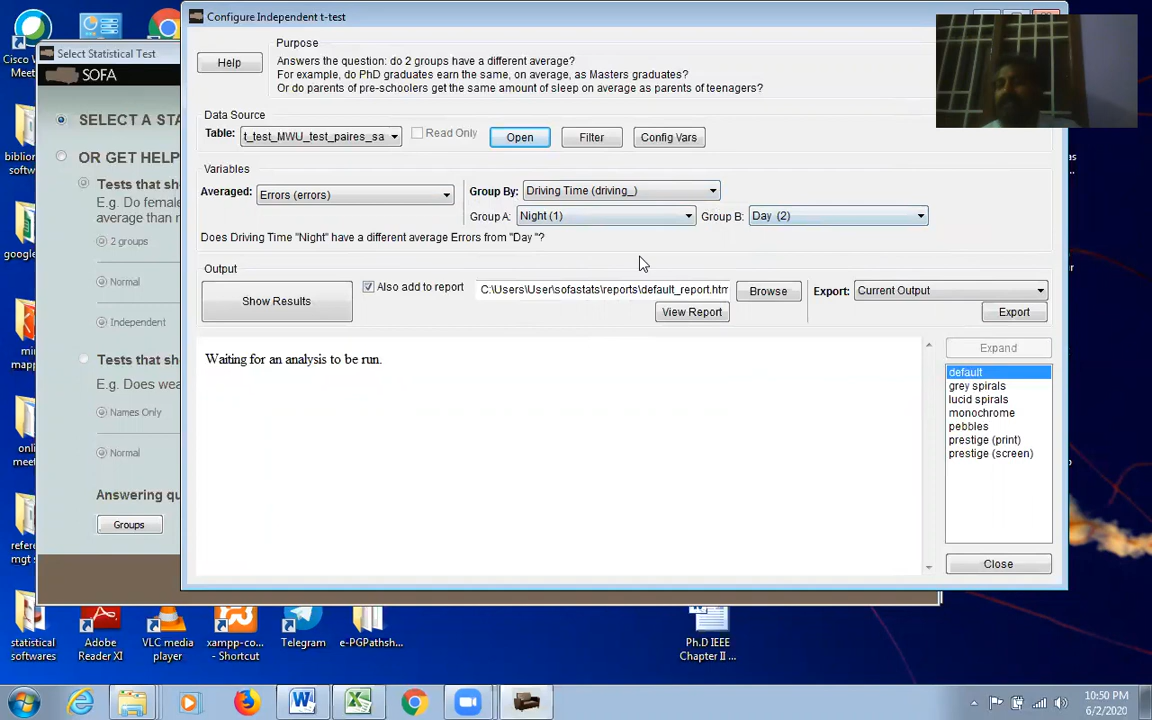 Cisco W
Meet
biblion
google
min
mapp
onl
meet
refere
mgt s
Select Statistical Test
SOFA
SELECT A STA
OR GET HELP
Tests that sh
E.g. Do female
average than m
2 groups
Normal
Independent
Tests that sh
E.g. Does wea
Names Only
Normal
Answering qu
Groups
Configure Independent t-test
Help
Purpose
Answers the question: do 2 groups have a different average?
For example, do PhD graduates earn the same, on average, as Masters graduates?
Or do parents of pre-schoolers get the same amount of sleep on average as parents of teenagers?
Data Source
Table: t_test_MWU_test_paires_sa Read Only Open Filter Config Vars
Variables
Averaged: Errors (errors) Group By: Driving Time (driving_)
Group A: Night (1) Group B: Day (2)
Does Driving Time "Night" have a different average Errors from "Day "?
Output
Show Results Also add to report C:\Users\User\sofastats\reports\default_report.htm Browse Export: Current Output
View Report Export
Waiting for an analysis to be run.
Expand
default
grey spirals
lucid spirals
monochrome
pebbles
prestige (print)
prestige (screen)
Close
statistical
softwares
Adobe
Reader XI
VLC media
player
xampp-co...
- Shortcut
Telegram
e-PGPathsh...
Ph.D IEEE
Chapter II ...
10:50 PM
6/2/2020